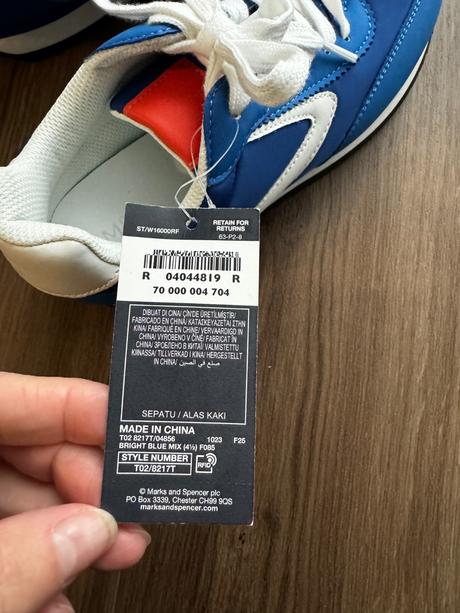 ST/W16000RF
RETAIN FOR
RETURNS
63-P2-8
R 04044819 R
70 000 004 704
DIBUAT DI CINA/ ÇİN'DE ÜRETİLMİŞTİR/
FABRICADO EN CHINA/ ΚΑΤΑΣΚΕΥΑΖΕΤΑΙ ΣΤΗΝ
ΚΙΝΑ/ FABRIQUÉ EN CHINE/ VERVAARDIGD IN
CHINA/ VYROBENO V ČÍNĚ/ FABRICAT ÎN
CHINA/ ЗРОБЛЕНО В КИТАЇ/ VALMISTETTU
KIINASSA/ TILLVERKAD I KINA/ HERGESTELLT
IN CHINA/ صنع في الصين
SEPATU / ALAS KAKI
MADE IN CHINA
T02 8217T/04856 1023 F25
BRIGHT BLUE MIX (4½) F085
STYLE NUMBER
T02/8217T
RFID
© Marks and Spencer plc
PO Box 3339, Chester CH99 9QS
marksandspencer.com